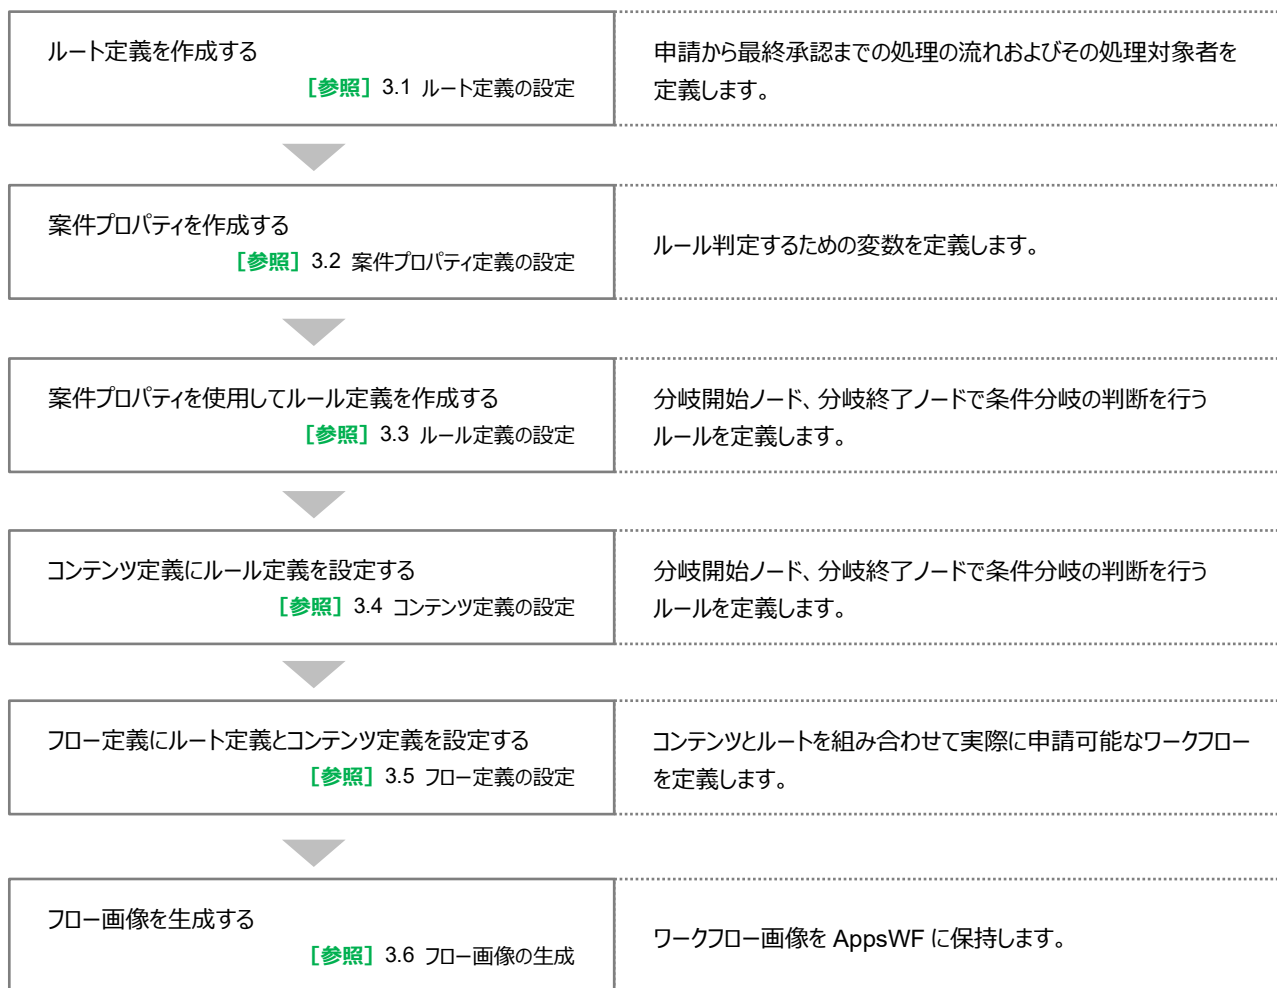 ルート定義を作成する
［参照］ 3.1 ルート定義の設定
申請から最終承認までの処理の流れおよびその処理対象者を
定義します。
案件プロパティを作成する
［参照］ 3.2 案件プロパティ定義の設定
ルール判定するための変数を定義します。
案件プロパティを使用してルール定義を作成する
［参照］ 3.3 ルール定義の設定
分岐開始ノード、分岐終了ノードで条件分岐の判断を行う
ルールを定義します。
コンテンツ定義にルール定義を設定する
［参照］ 3.4 コンテンツ定義の設定
分岐開始ノード、分岐終了ノードで条件分岐の判断を行う
ルールを定義します。
フロー定義にルート定義とコンテンツ定義を設定する
［参照］ 3.5 フロー定義の設定
コンテンツとルートを組み合わせて実際に申請可能なワークフロー
を定義します。
フロー画像を生成する
［参照］ 3.6 フロー画像の生成
ワークフロー画像を AppsWF に保持します。